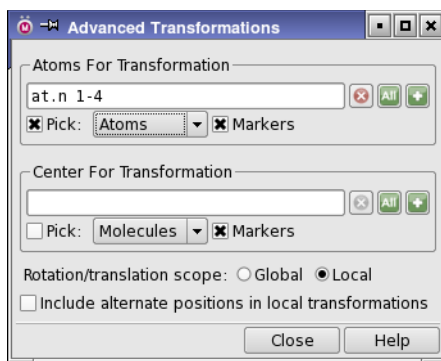 Advanced Transformations
Atoms For Transformation
at.n 1-4
All
Pick: Atoms Markers
Center For Transformation
All
Pick: Molecules Markers
Rotation/translation scope: Global Local
Include alternate positions in local transformations
Close Help